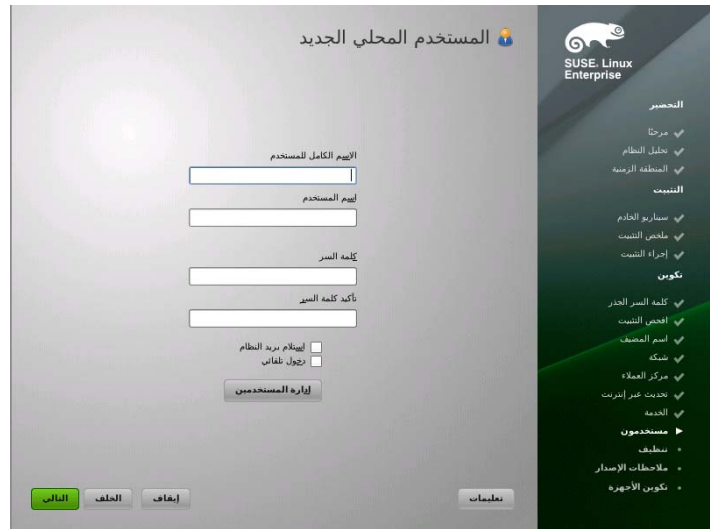 SUSE. Linux
Enterprise
التحضير
مرحبًا
تحليل النظام
المنطقة الزمنية
التثبيت
سيناريو الخادم
ملخص التثبيت
إجراء التثبيت
تكوين
كلمة السر الجذر
افحص التثبيت
اسم المضيف
شبكة
مركز العملاء
تحديث عبر إنترنت
الخدمة
مستخدمون
تنظيف
ملاحظات الإصدار
تكوين الأجهزة
المستخدم المحلي الجديد
الاسم الكامل للمستخدم
اسم المستخدم
كلمة السر
تأكيد كلمة السر
استلام بريد النظام
دخول تلقائي
إدارة المستخدمين
تعليمات
إيقاف
الخلف
التالي